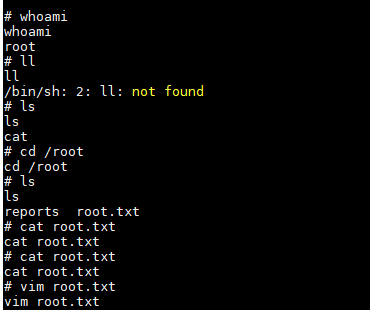 # whoami
whoami
root
# ll
ll
/bin/sh: 2: ll: not found
# ls
ls
cat
# cd /root
cd /root
# ls
ls
reports  root.txt
# cat root.txt
cat root.txt
# cat root.txt
cat root.txt
# vim root.txt
vim root.txt